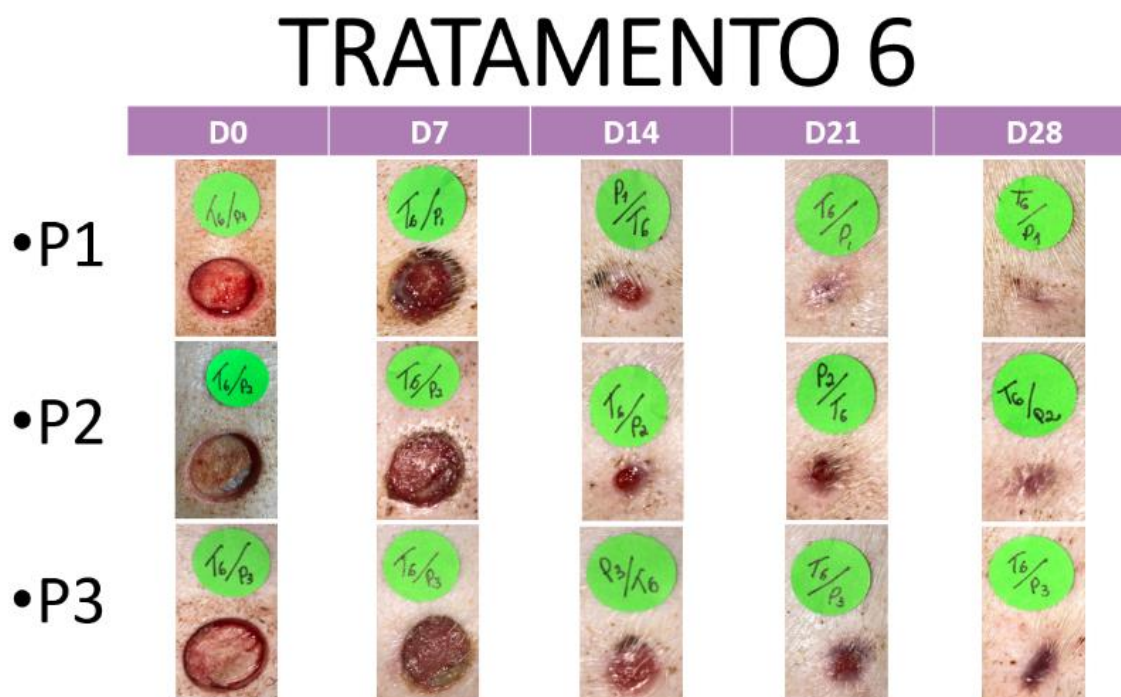 TRATAMENTO 6
D0 D7 D14 D21 D28
•P1
T6/P1 T6/P1 P1/T6 T6/P1 T6/P1
•P2
T6/P2 T6/P2 T6/P2 P2/T6 T6/P2
•P3
T6/P3 T6/P3 P3/T6 T6/P3 T6/P3